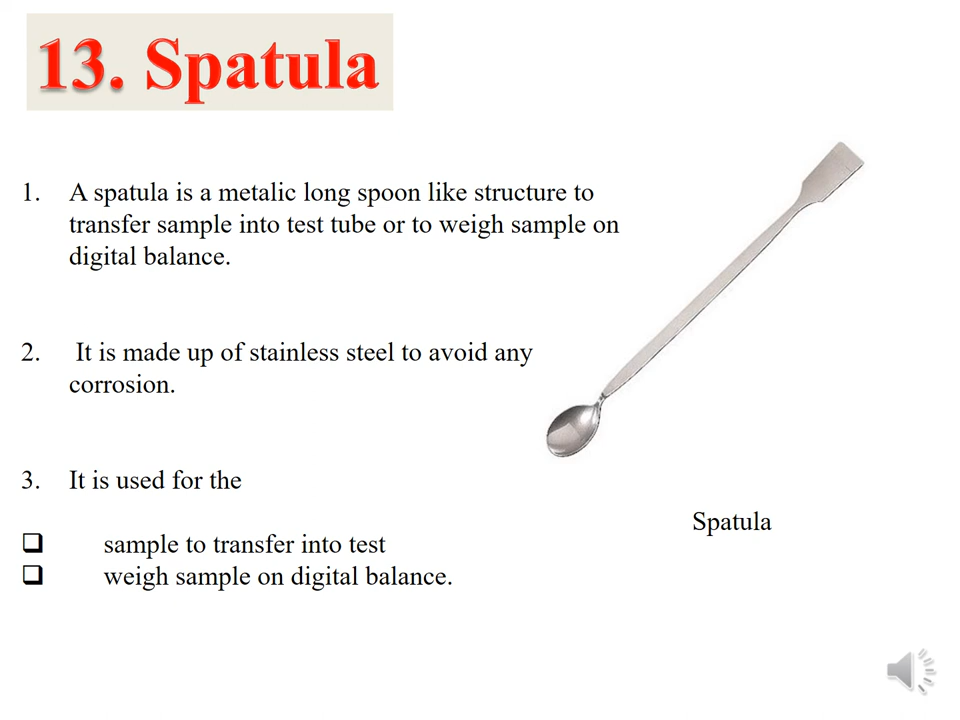 13. Spatula
1. A spatula is a metalic long spoon like structure to
transfer sample into test tube or to weigh sample on
digital balance.
2. It is made up of stainless steel to avoid any
corrosion.
3. It is used for the
❑ sample to transfer into test
❑ weigh sample on digital balance.
Spatula